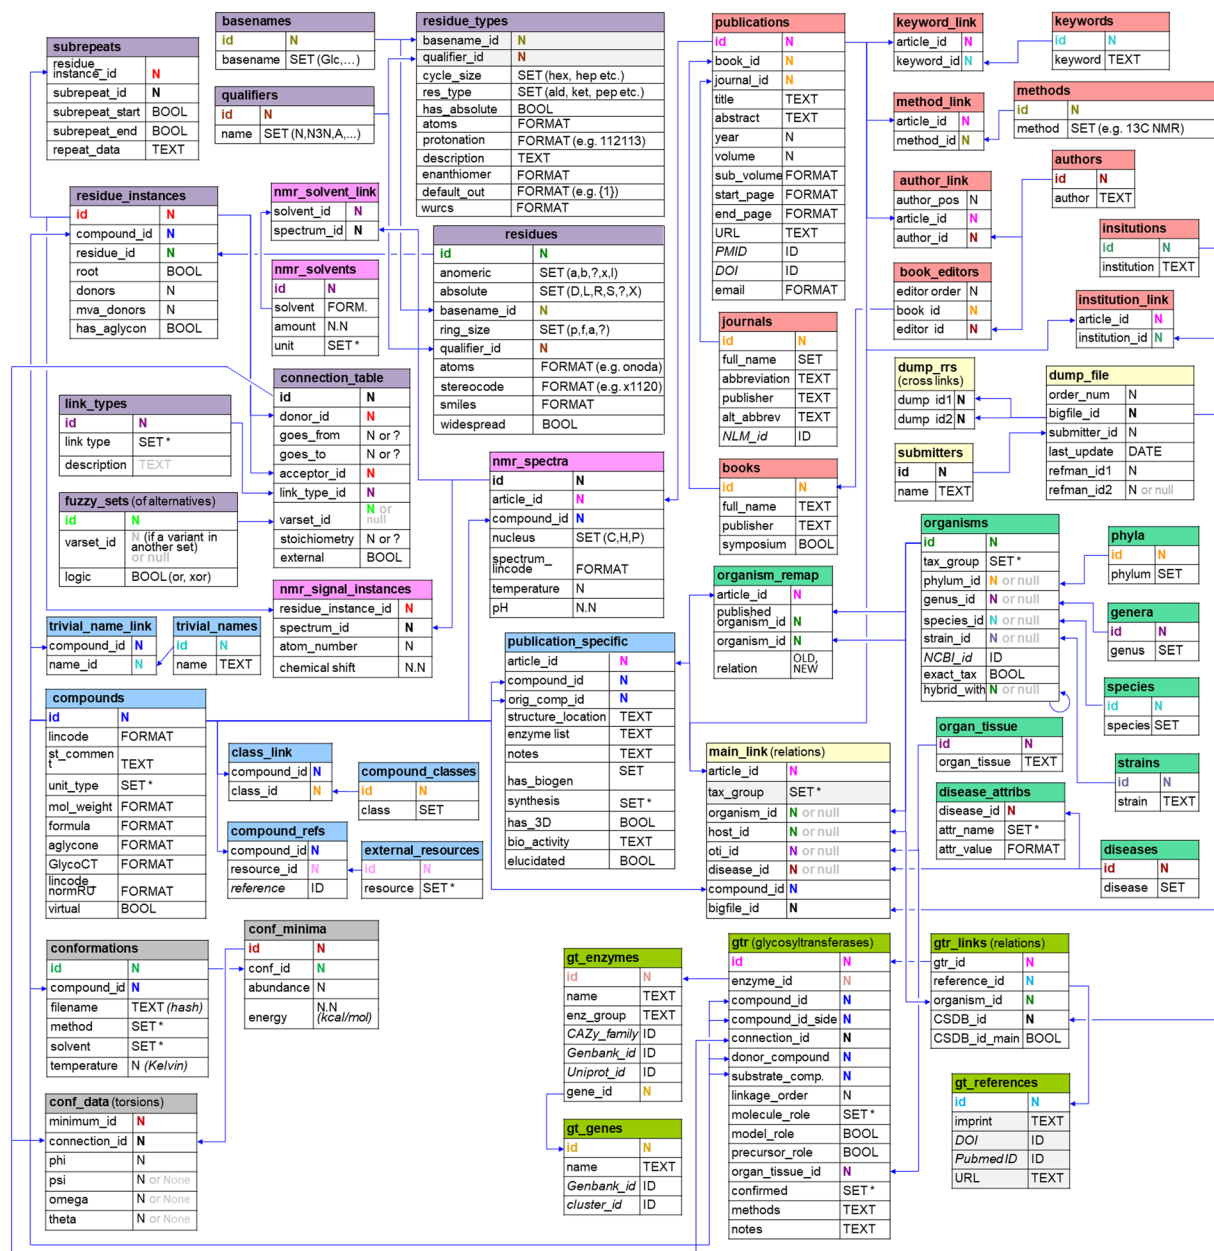 subrepeats
residue_
instance_id N
subrepeat_id N
subrepeat_start BOOL
subrepeat_end BOOL
repeat_data TEXT
basenames
id N
basename SET (Glc,...)
qualifiers
id N
name SET (N,N3N,A,...)
residue_types
basename_id N
qualifier_id N
cycle_size SET (hex, hep etc.)
res_type SET (ald, ket, pep etc.)
has_absolute BOOL
atoms FORMAT
protonation FORMAT (e.g. 112113)
description TEXT
enanthiomer FORMAT
default_out FORMAT (e.g. {1})
wurcs FORMAT
residue_instances
id N
compound_id N
residue_id N
root BOOL
donors N
mva_donors N
has_aglycon BOOL
nmr_solvent_link
solvent_id N
spectrum_id N
nmr_solvents
id N
solvent FORM.
amount N.N
unit SET *
residues
id N
anomeric SET (a,b,?,x,l)
absolute SET (D,L,R,S,?,X)
basename_id N
ring_size SET (p,f,a,?)
qualifier_id N
atoms FORMAT (e.g. onoda)
stereocode FORMAT (e.g. x1120)
smiles FORMAT
widespread BOOL
link_types
id N
link type SET *
description TEXT
fuzzy_sets (of alternatives)
id N
varset_id N (if a variant in
another set)
or null
logic BOOL (or, xor)
connection_table
id N
donor_id N
goes_from N or ?
goes_to N or ?
acceptor_id N
link_type_id N
varset_id N or
null
stoichiometry N or ?
external BOOL
nmr_signal_instances
residue_instance_id N
spectrum_id N
atom_number N
chemical shift N.N
nmr_spectra
id N
article_id N
compound_id N
nucleus SET (C,H,P)
spectrum_
lincode FORMAT
temperature N
pH N.N
publications
id N
book_id N
journal_id N
title TEXT
abstract TEXT
year N
volume N
sub_volume FORMAT
start_page FORMAT
end_page FORMAT
URL TEXT
PMID ID
DOI ID
email FORMAT
journals
id N
full_name SET
abbreviation TEXT
publisher TEXT
alt_abbrev TEXT
NLM_id ID
books
id N
full_name TEXT
publisher TEXT
symposium BOOL
keyword_link
article_id N
keyword_id N
keywords
id N
keyword TEXT
method_link
article_id N
method_id N
methods
id N
method SET (e.g. 13C NMR)
author_link
author_pos N
article_id N
author_id N
authors
id N
author TEXT
book_editors
editor order N
book id N
editor id N
insitutions
id N
institution TEXT
institution_link
article_id N
institution_id N
dump_rrs
(cross links)
dump id1 N
dump id2 N
dump_file
order_num N
bigfile_id N
submitter_id N
last_update DATE
refman_id1 N
refman_id2 N or null
submitters
id N
name TEXT
organisms
id N
tax_group SET *
phylum_id N or null
genus_id N or null
species_id N or null
strain_id N or null
NCBI_id ID
exact_tax BOOL
hybrid_with N or null
phyla
id N
phylum SET
genera
id N
genus SET
species
id N
species SET
strains
id N
strain TEXT
organism_remap
article_id N
published
organism_id N
organism_id N
relation OLD,
NEW
trivial_name_link
compound_id N
name_id N
trivial_names
id N
name TEXT
compounds
id N
lincode FORMAT
st_commen
t TEXT
unit_type SET *
mol_weight FORMAT
formula FORMAT
aglycone FORMAT
GlycoCT FORMAT
lincode_
normRU FORMAT
virtual BOOL
class_link
compound_id N
class_id N
compound_classes
id N
class SET
compound_refs
compound_id N
resource_id N
reference ID
external_resources
id N
resource SET *
publication_specific
article_id N
compound_id N
orig_comp_id N
structure_location TEXT
enzyme list TEXT
notes TEXT
has_biogen SET
synthesis SET *
has_3D BOOL
bio_activity TEXT
elucidated BOOL
main_link (relations)
article_id N
tax_group SET *
organism_id N or null
host_id N or null
oti_id N or null
disease_id N or null
compound_id N
bigfile_id N
organ_tissue
id N
organ_tissue TEXT
disease_attribs
disease_id N
attr_name SET *
attr_value FORMAT
diseases
id N
disease SET
conformations
id N
compound_id N
filename TEXT (hash)
method SET *
solvent SET *
temperature N (Kelvin)
conf_minima
id N
conf_id N
abundance N
energy N.N
(kcal/mol)
conf_data (torsions)
minimum_id N
connection_id N
phi N
psi N or None
omega N or None
theta N or None
gt_enzymes
id N
name TEXT
enz_group TEXT
CAZy_family ID
Genbank_id ID
Uniprot_id ID
gene_id N
gt_genes
id N
name TEXT
Genbank_id ID
cluster_id ID
gtr (glycosyltransferases)
id N
enzyme_id N
compound_id N
compound_id_side N
connection_id N
donor_compound N
substrate_comp. N
linkage_order N
molecule_role SET *
model_role BOOL
precursor_role BOOL
organ_tissue_id N
confirmed SET *
methods TEXT
notes TEXT
gtr_links (relations)
gtr_id N
reference_id N
organism_id N
CSDB_id N
CSDB_id_main BOOL
gt_references
id N
imprint TEXT
DOI ID
Pubmed ID ID
URL TEXT